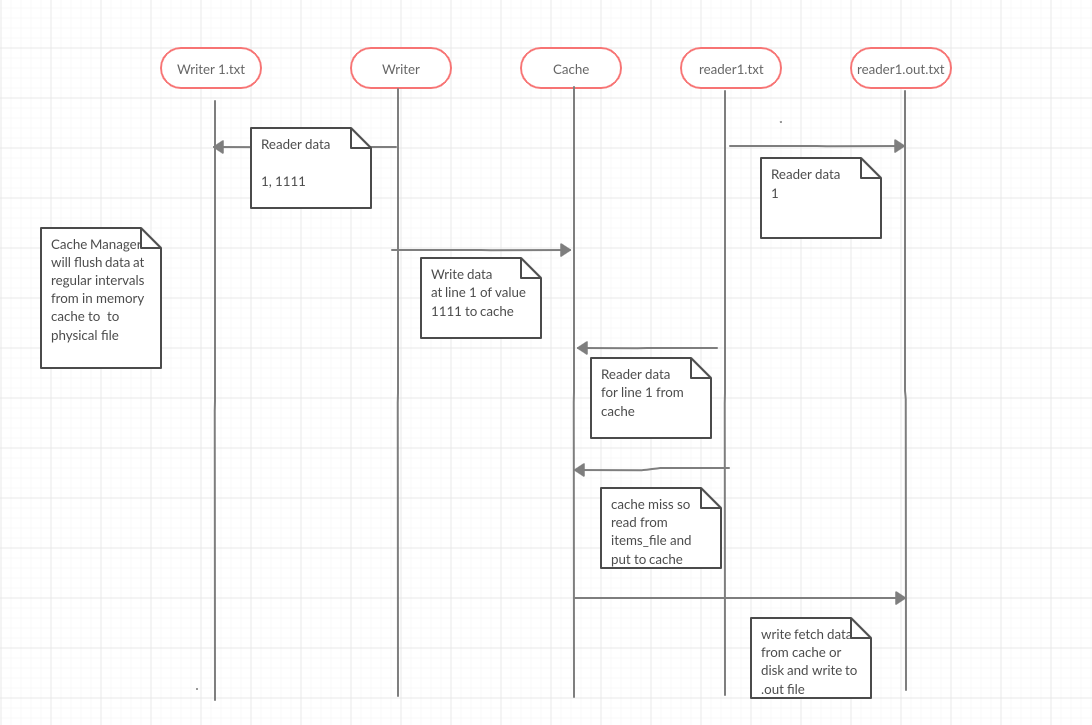 Writer 1.txt
Writer
Cache
reader1.txt
reader1.out.txt
Reader data
1, 1111
Reader data
1
Cache Manager
will flush data at
regular intervals
from in memory
cache to  to
physical file
Write data
at line 1 of value
1111 to cache
Reader data
for line 1 from
cache
cache miss so
read from
items_file and
put to cache
write fetch data
from cache or
disk and write to
.out file